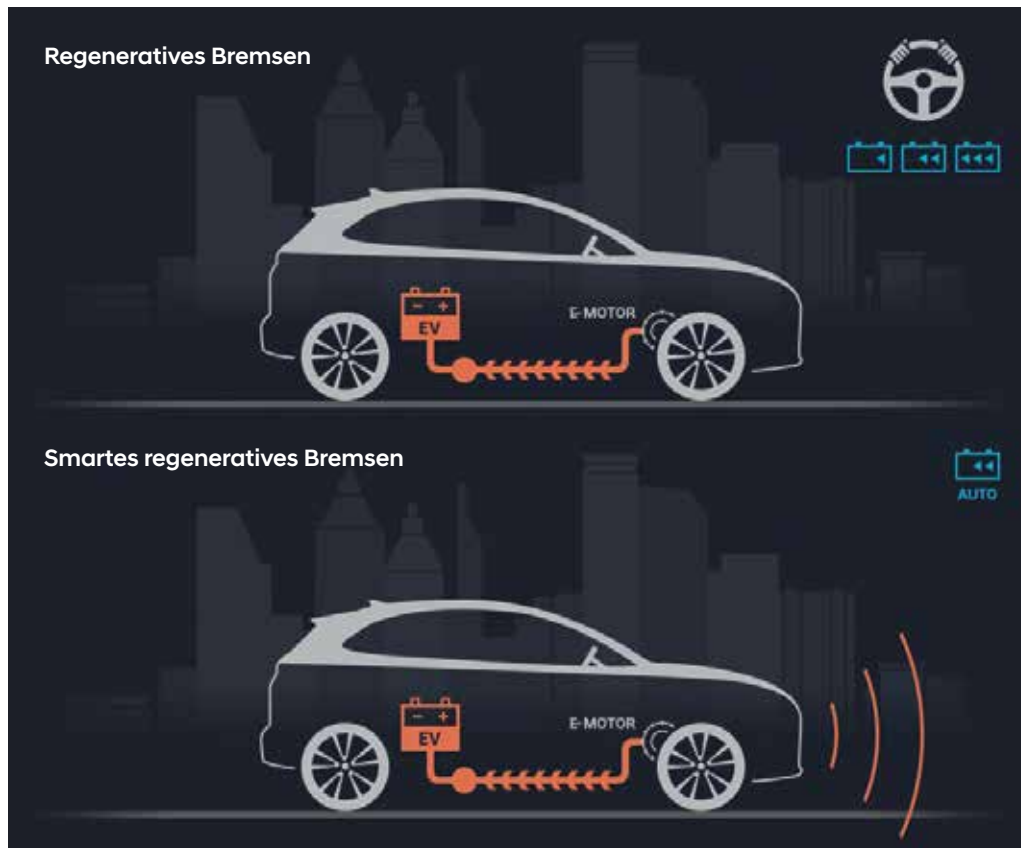 Regeneratives Bremsen
E-MOTOR
- +
EV
Smartes regeneratives Bremsen
AUTO
E-MOTOR
- +
EV